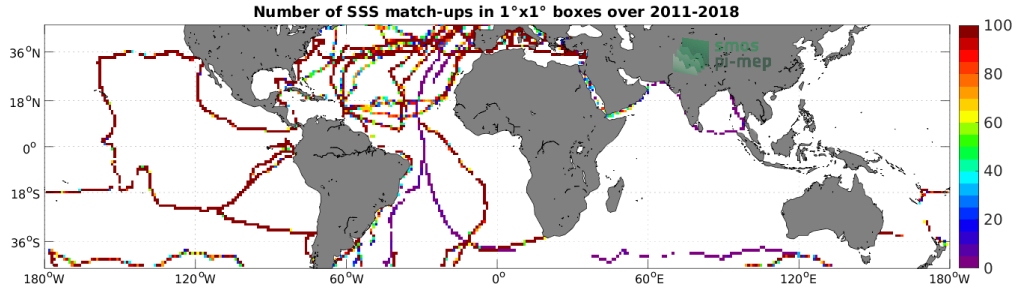 Number of SSS match-ups in 1°x1° boxes over 2011-2018
36°N
18°N
0°
18°S
36°S
180°W
120°W
60°W
0°
60°E
120°E
180°W
smos
pi-mep
100
80
60
40
20
0